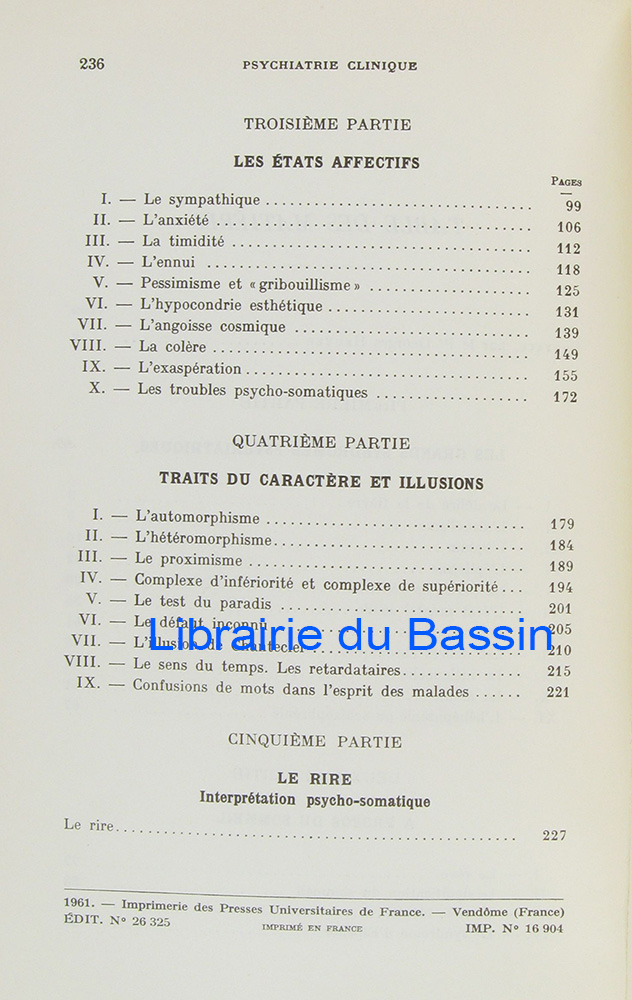 236 PSYCHIATRIE CLINIQUE
TROISIÈME PARTIE
LES ÉTATS AFFECTIFS
PAGES
I. — Le sympathique ................................. 99
II. — L'anxiété ....................................... 106
III. — La timidité ..................................... 112
IV. — L'ennui ........................................ 118
V. — Pessimisme et « gribouillisme » .................... 125
VI. — L'hypocondrie esthétique ......................... 131
VII. — L'angoisse cosmique ............................. 139
VIII. — La colère ....................................... 149
IX. — L'exaspération ................................... 155
X. — Les troubles psycho-somatiques ................... 172
QUATRIÈME PARTIE
TRAITS DU CARACTÈRE ET ILLUSIONS
I. — L'automorphisme ................................ 179
II. — L'hétéromorphisme ............................... 184
III. — Le proximisme .................................. 189
IV. — Complexe d'infériorité et complexe de supériorité ... 194
V. — Le test du paradis ............................... 201
VI. — Le défaut inconnu ............................... 205
Librairie du Bassin
VII. — L'illusion de Chantecler .......................... 210
VIII. — Le sens du temps. Les retardataires ............... 215
IX. — Confusions de mots dans l'esprit des malades ...... 221
CINQUIÈME PARTIE
LE RIRE
Interprétation psycho-somatique
Le rire .................................................. 227
1961. — Imprimerie des Presses Universitaires de France. — Vendôme (France)
ÉDIT. N° 26 325 IMPRIMÉ EN FRANCE IMP. N° 16 904